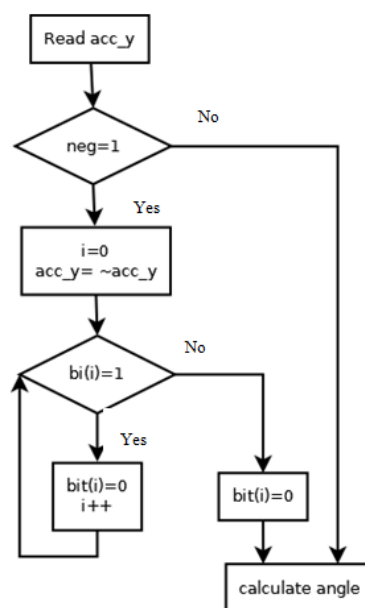 Read acc_y
No
neg=1
Yes
i=0
acc_y= ~acc_y
No
bi(i)=1
Yes
bit(i)=0
i++
bit(i)=0
calculate angle